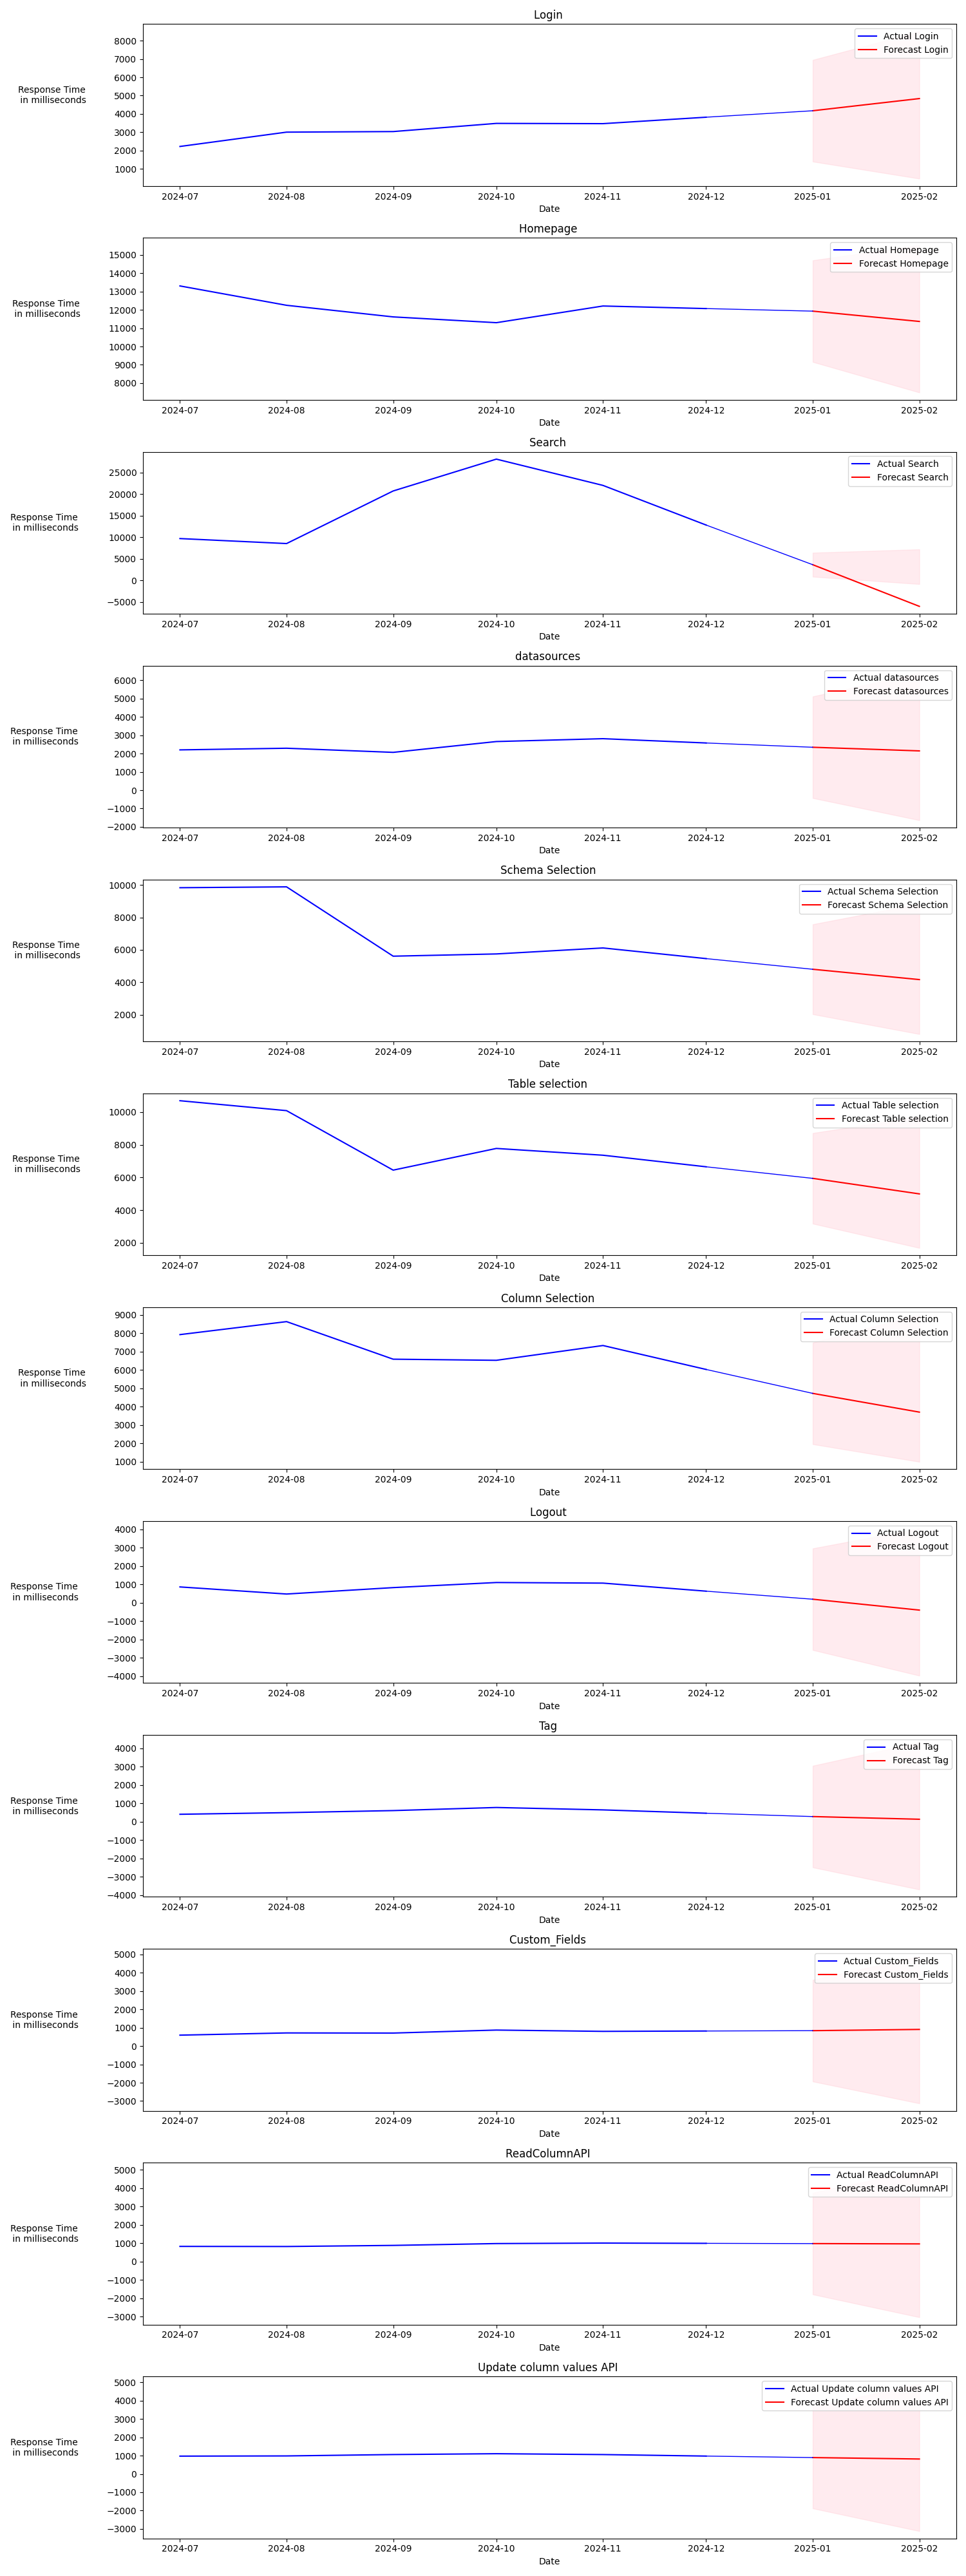 Login
8000
7000
6000
5000
4000
3000
2000
1000
Response Time
in milliseconds
Actual Login
Forecast Login
2024-07 2024-08 2024-09 2024-10 2024-11 2024-12 2025-01 2025-02
Date
Homepage
15000
14000
13000
12000
11000
10000
9000
8000
Response Time
in milliseconds
Actual Homepage
Forecast Homepage
2024-07 2024-08 2024-09 2024-10 2024-11 2024-12 2025-01 2025-02
Date
Search
25000
20000
15000
10000
5000
0
−5000
Response Time
in milliseconds
Actual Search
Forecast Search
2024-07 2024-08 2024-09 2024-10 2024-11 2024-12 2025-01 2025-02
Date
datasources
6000
5000
4000
3000
2000
1000
0
−1000
−2000
Response Time
in milliseconds
Actual datasources
Forecast datasources
2024-07 2024-08 2024-09 2024-10 2024-11 2024-12 2025-01 2025-02
Date
Schema Selection
10000
8000
6000
4000
2000
Response Time
in milliseconds
Actual Schema Selection
Forecast Schema Selection
2024-07 2024-08 2024-09 2024-10 2024-11 2024-12 2025-01 2025-02
Date
Table selection
10000
8000
6000
4000
2000
Response Time
in milliseconds
Actual Table selection
Forecast Table selection
2024-07 2024-08 2024-09 2024-10 2024-11 2024-12 2025-01 2025-02
Date
Column Selection
9000
8000
7000
6000
5000
4000
3000
2000
1000
Response Time
in milliseconds
Actual Column Selection
Forecast Column Selection
2024-07 2024-08 2024-09 2024-10 2024-11 2024-12 2025-01 2025-02
Date
Logout
4000
3000
2000
1000
0
−1000
−2000
−3000
−4000
Response Time
in milliseconds
Actual Logout
Forecast Logout
2024-07 2024-08 2024-09 2024-10 2024-11 2024-12 2025-01 2025-02
Date
Tag
4000
3000
2000
1000
0
−1000
−2000
−3000
−4000
Response Time
in milliseconds
Actual Tag
Forecast Tag
2024-07 2024-08 2024-09 2024-10 2024-11 2024-12 2025-01 2025-02
Date
Custom_Fields
5000
4000
3000
2000
1000
0
−1000
−2000
−3000
Response Time
in milliseconds
Actual Custom_Fields
Forecast Custom_Fields
2024-07 2024-08 2024-09 2024-10 2024-11 2024-12 2025-01 2025-02
Date
ReadColumnAPI
5000
4000
3000
2000
1000
0
−1000
−2000
−3000
Response Time
in milliseconds
Actual ReadColumnAPI
Forecast ReadColumnAPI
2024-07 2024-08 2024-09 2024-10 2024-11 2024-12 2025-01 2025-02
Date
Update column values API
5000
4000
3000
2000
1000
0
−1000
−2000
−3000
Response Time
in milliseconds
Actual Update column values API
Forecast Update column values API
2024-07 2024-08 2024-09 2024-10 2024-11 2024-12 2025-01 2025-02
Date